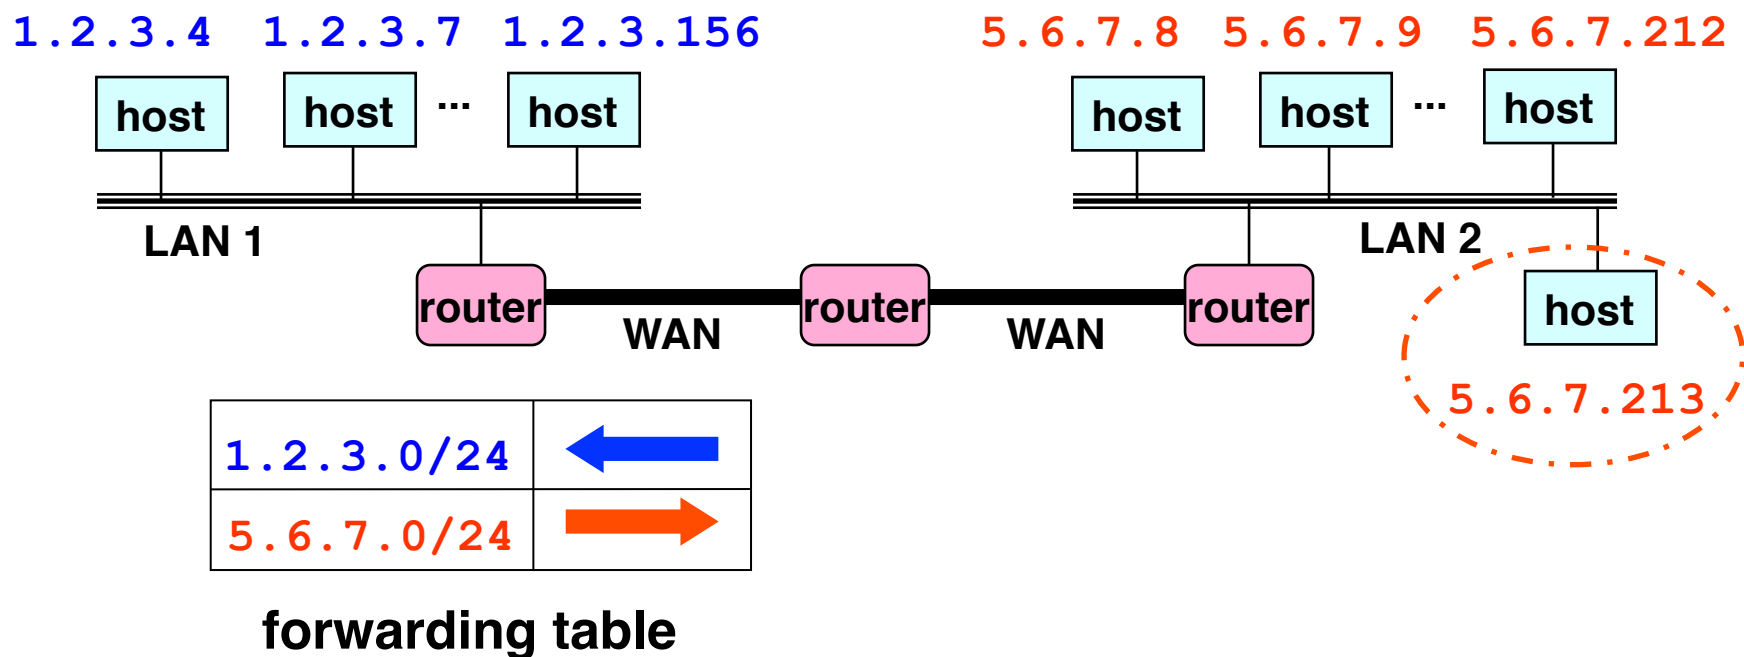 1.2.3.4 1.2.3.7 1.2.3.156 5.6.7.8 5.6.7.9 5.6.7.212
host host ... host host host ... host
LAN 1 LAN 2
router WAN router WAN router host
5.6.7.213
1.2.3.0/24
5.6.7.0/24
forwarding table